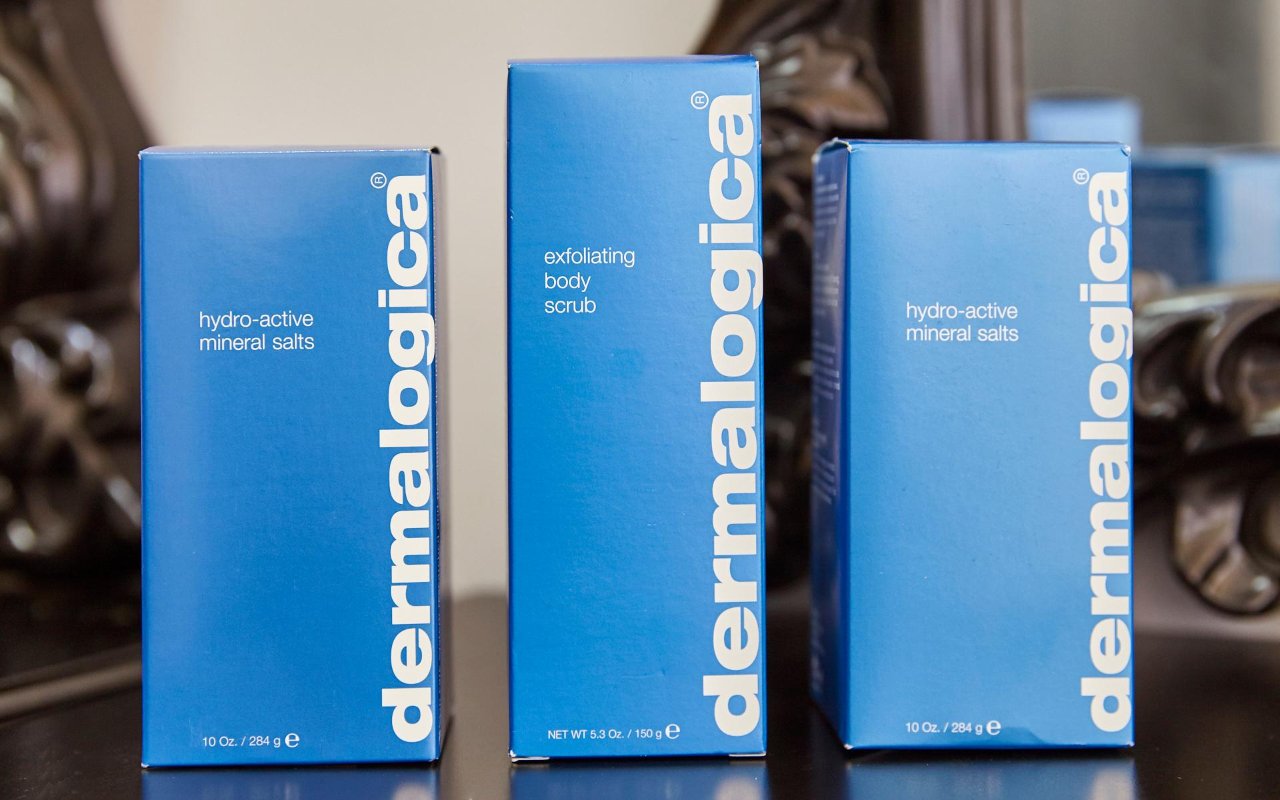 hydro-active
mineral salts
dermalogica®
10 Oz. / 284 g ℮
exfoliating
body
scrub
dermalogica®
NET WT 5.3 Oz. / 150 g ℮
hydro-active
mineral salts
dermalogica®
10 Oz. / 284 g ℮